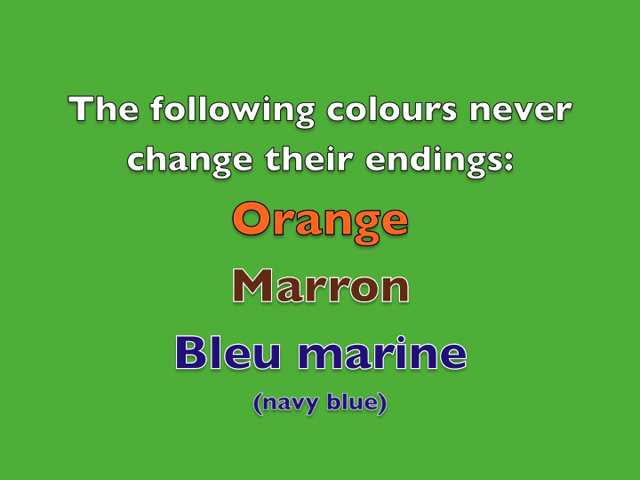 The following colours never
change their endings:
Orange
Marron
Bleu marine
(navy blue)